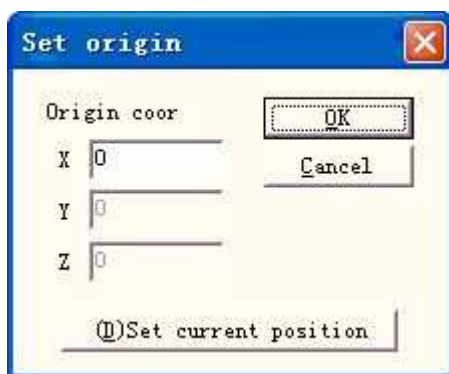 Set origin
Origin coor
OK
X 0
Cancel
Y 0
Z 0
(D)Set current position